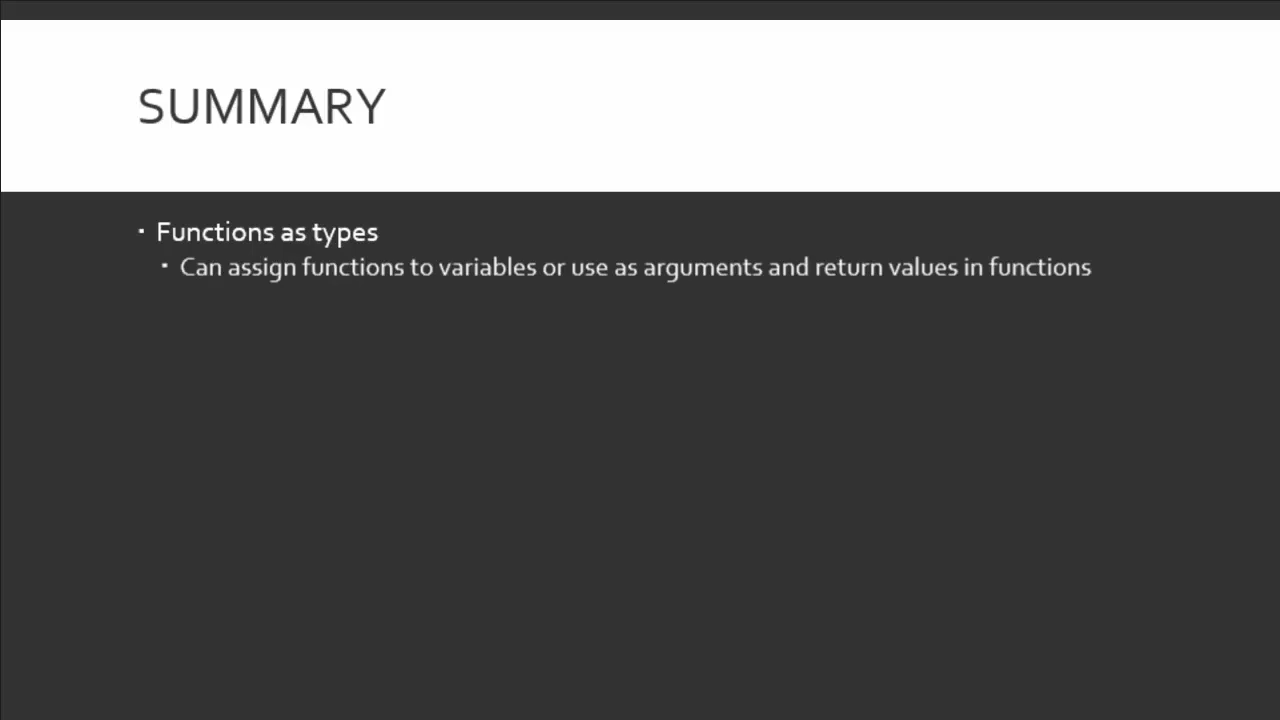 SUMMARY
▪ Functions as types
▪ Can assign functions to variables or use as arguments and return values in functions